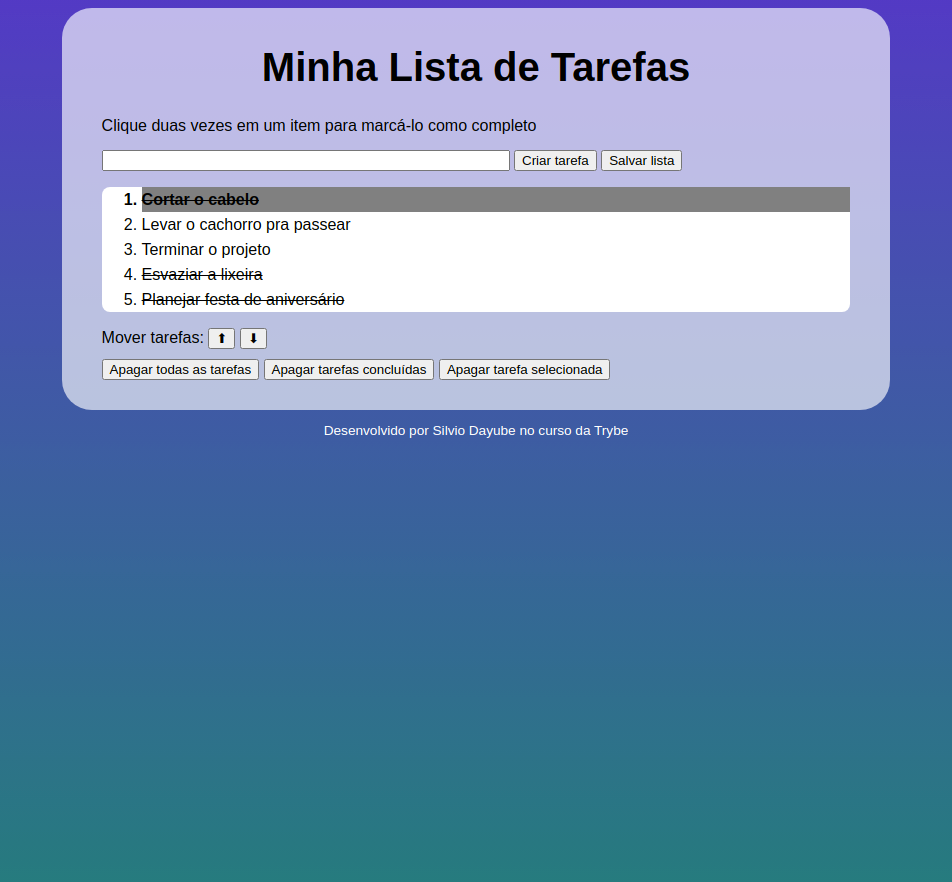 Minha Lista de Tarefas
Clique duas vezes em um item para marcá-lo como completo
Criar tarefa Salvar lista
1. Cortar o cabelo
2. Levar o cachorro pra passear
3. Terminar o projeto
4. Esvaziar a lixeira
5. Planejar festa de aniversário
Mover tarefas: ⬆ ⬇
Apagar todas as tarefas Apagar tarefas concluídas Apagar tarefa selecionada
Desenvolvido por Silvio Dayube no curso da Trybe